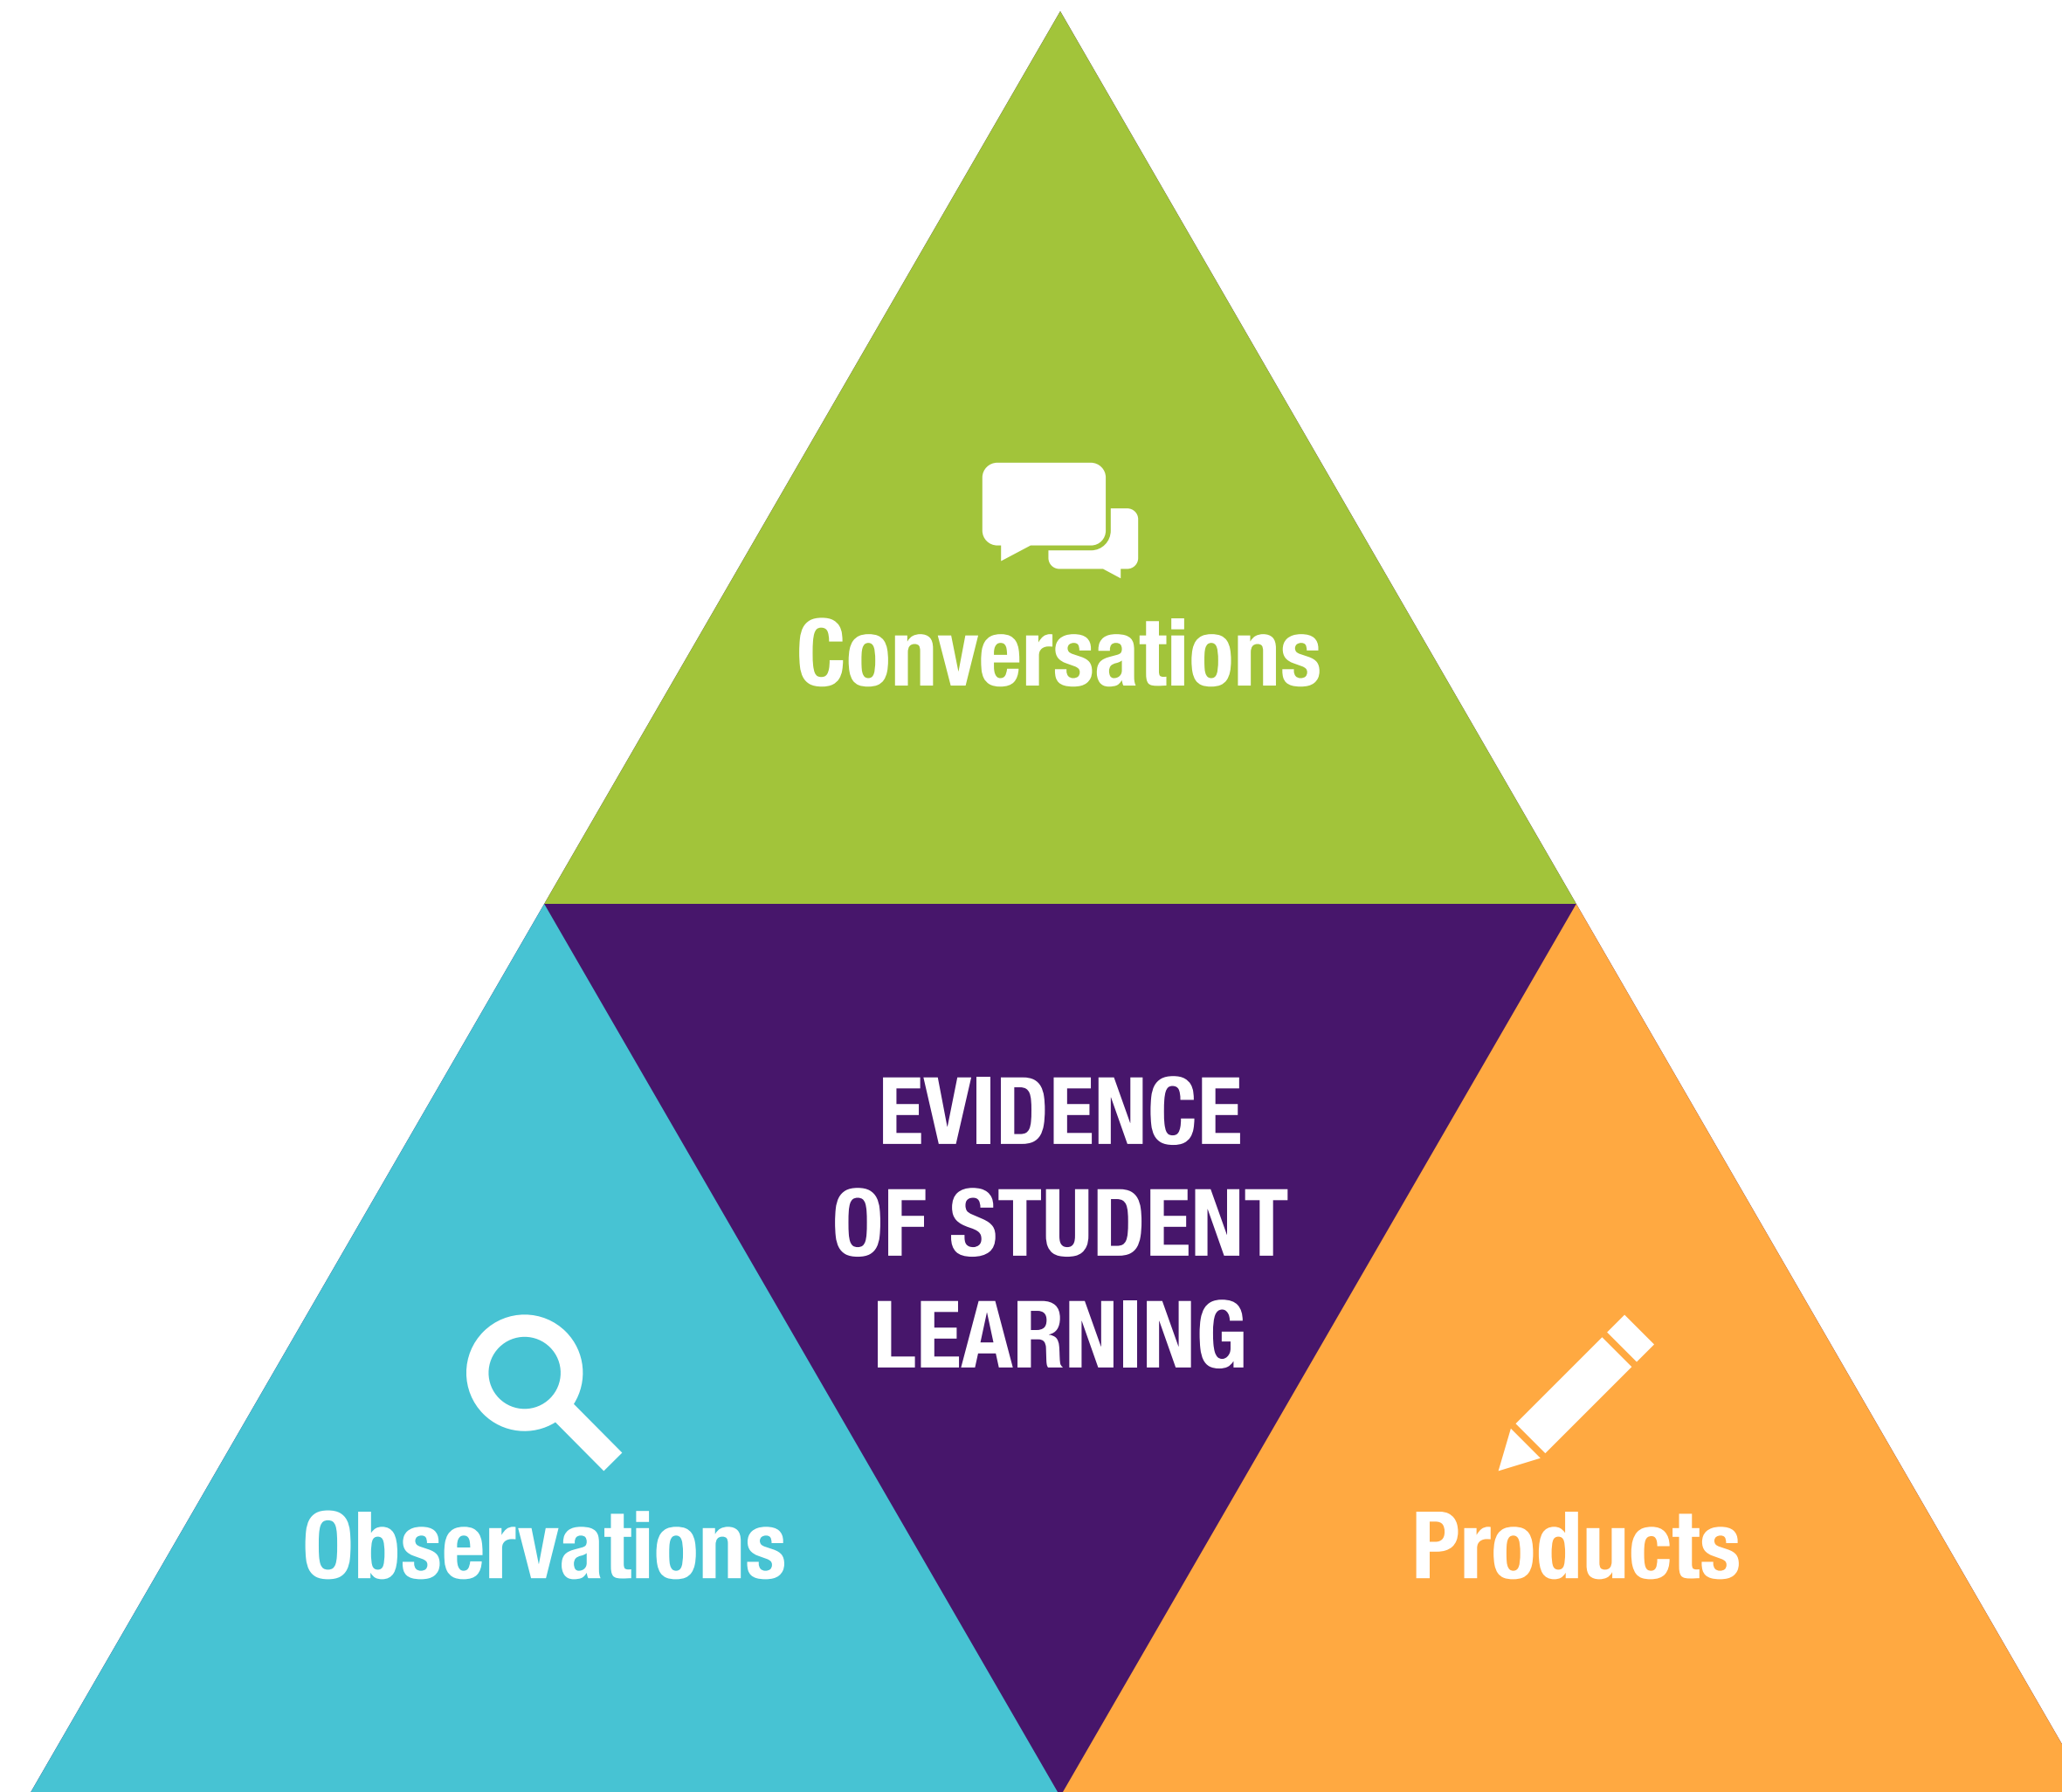 Conversations
EVIDENCE
OF STUDENT
LEARNING
Observations
Products